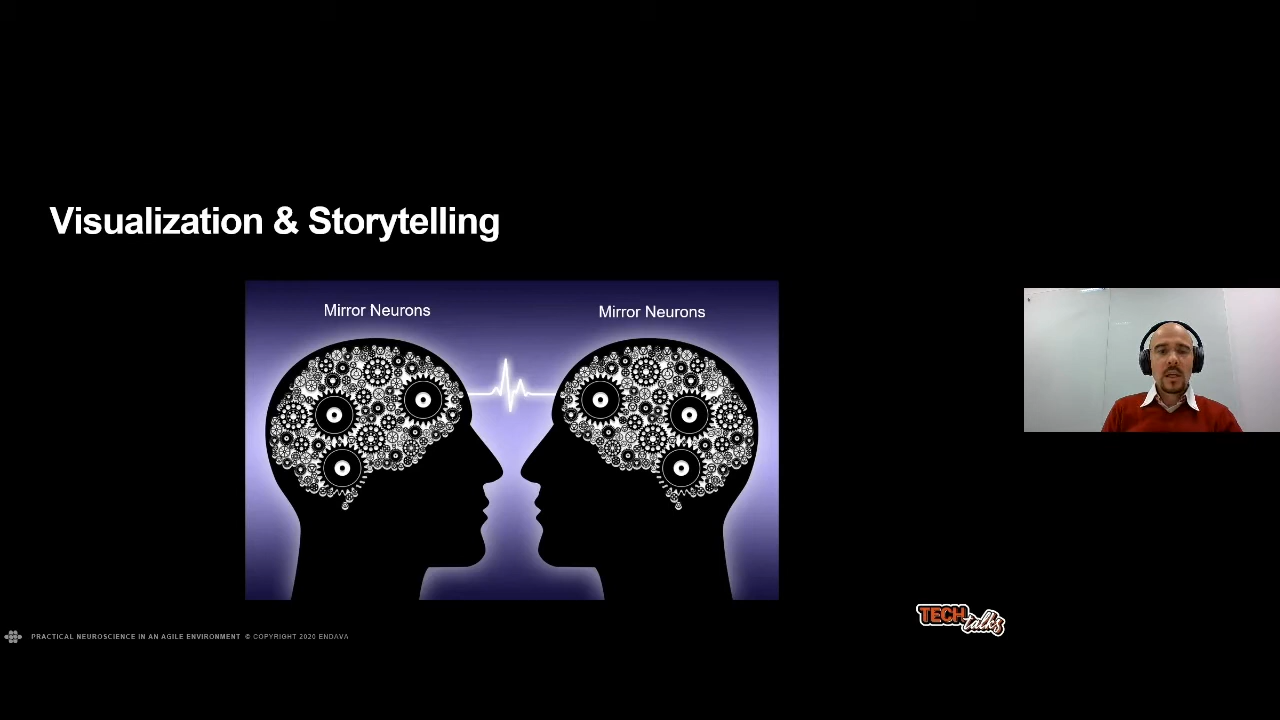 Visualization & Storytelling
Mirror Neurons
Mirror Neurons
PRACTICAL NEUROSCIENCE IN AN AGILE ENVIRONMENT © COPYRIGHT 2020 ENDAVA
TECH
talks